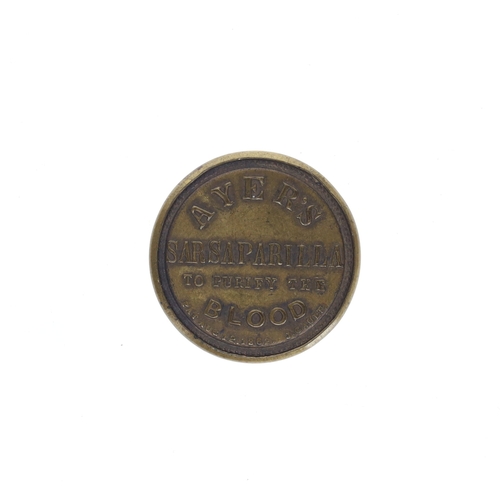 AYER'S
SARSAPARILLA
TO PURIFY THE
BLOOD